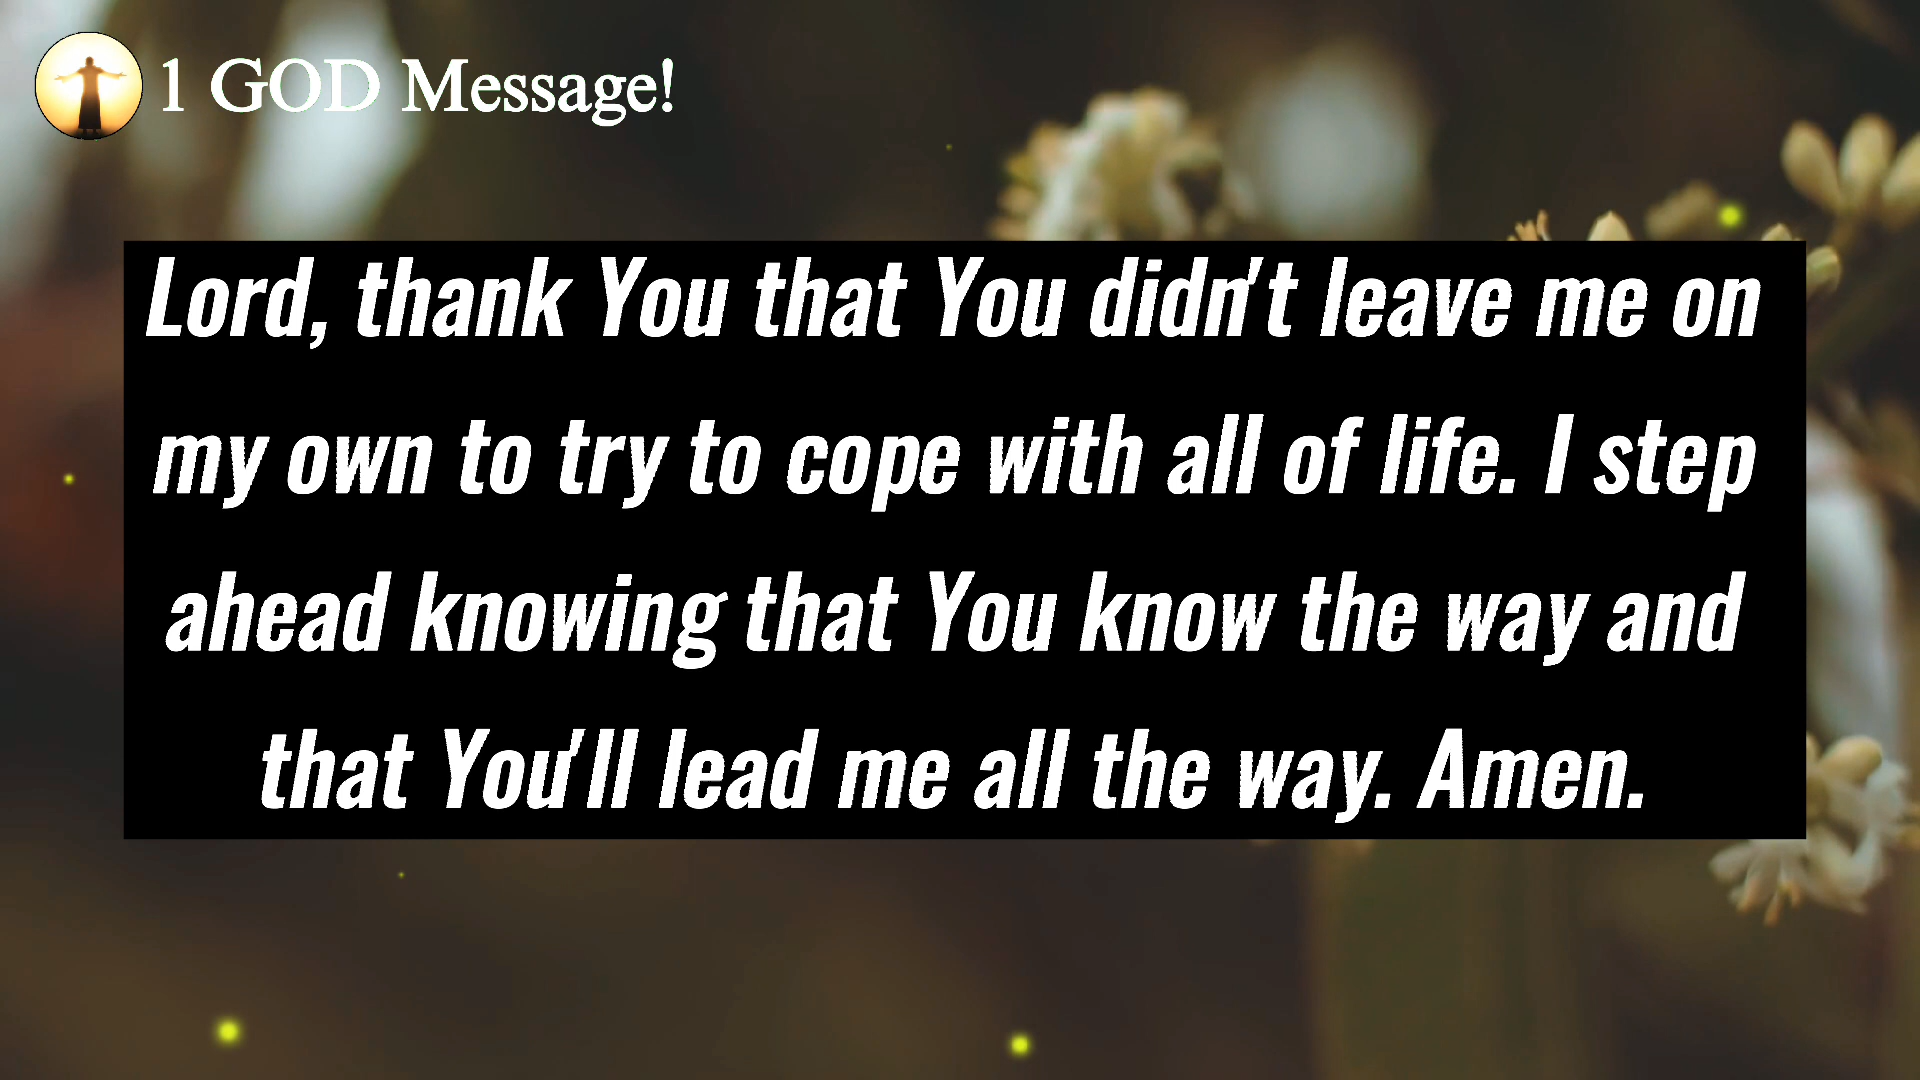 1 GOD Message!
Lord, thank You that You didn't leave me on
my own to try to cope with all of life. I step
ahead knowing that You know the way and
that You'll lead me all the way. Amen.